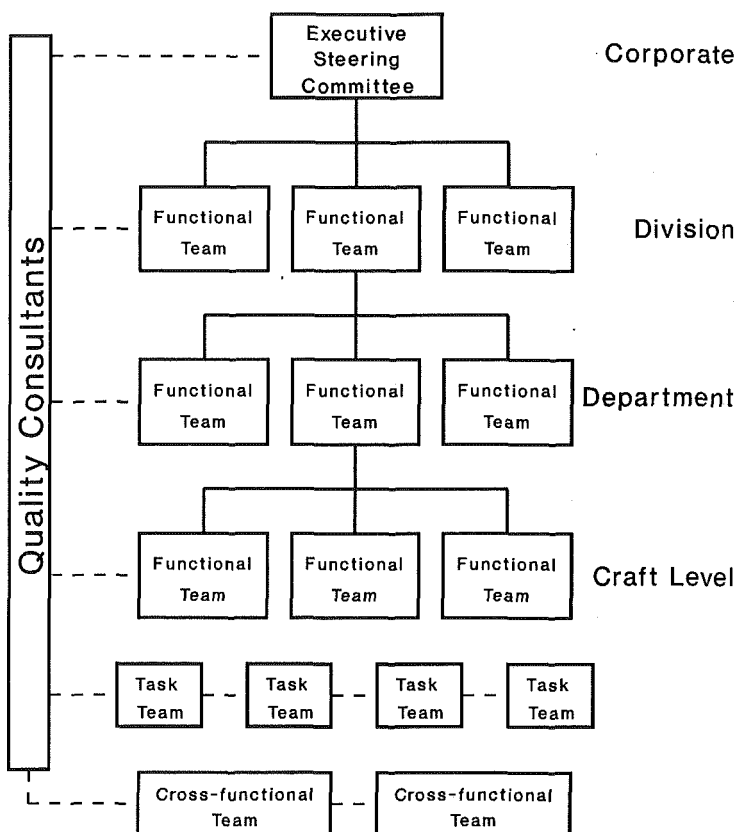 Executive
Steering
Committee
Corporate
Quality Consultants
Functional
Team
Functional
Team
Functional
Team
Division
Functional
Team
Functional
Team
Functional
Team
Department
Functional
Team
Functional
Team
Functional
Team
Craft Level
Task
Team
Task
Team
Task
Team
Task
Team
Cross-functional
Team
Cross-functional
Team